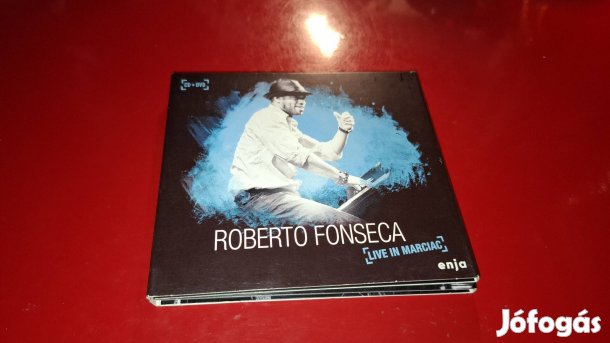 [CD+DVD]
ROBERTO FONSECA
[LIVE IN MARCIAC]
enja
Jófogás